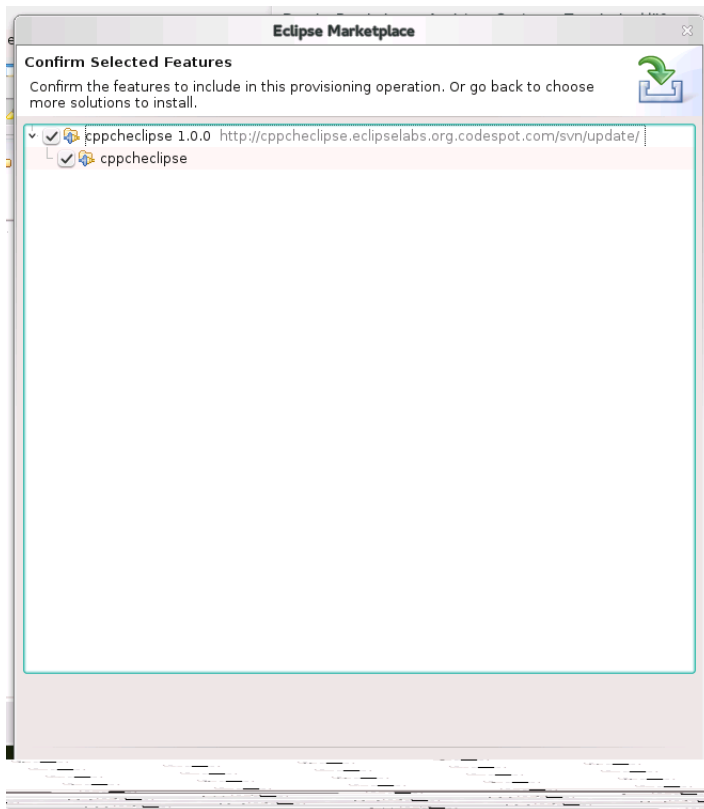 Eclipse Marketplace
Confirm Selected Features
Confirm the features to include in this provisioning operation. Or go back to choose
more solutions to install.
cppcheclipse 1.0.0 http://cppcheclipse.eclipselabs.org.codespot.com/svn/update/
cppcheclipse